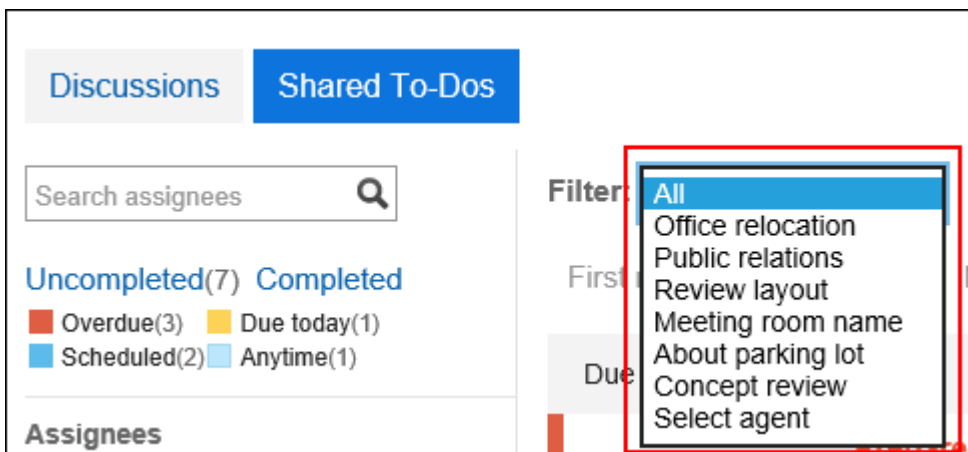 Discussions Shared To-Dos
Search assignees
Uncompleted(7) Completed
Overdue(3) Due today(1)
Scheduled(2) Anytime(1)
Assignees
Filter:
All
Office relocation
Public relations
Review layout
Meeting room name
About parking lot
Concept review
Select agent
First
Due